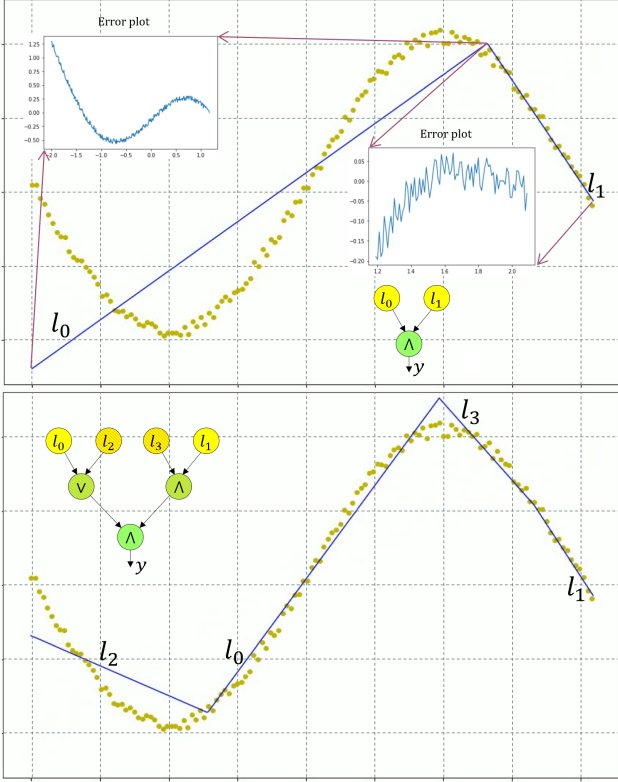 Error plot
1.25
1.00
0.75
0.50
0.25
0.00
−0.25
−0.50
−2.0 −1.5 −1.0 −0.5 0.0 0.5 1.0
Error plot
0.05
0.00
−0.05
−0.10
−0.15
−0.20
1.2 1.4 1.6 1.8 2.0
l₁
l₀
l₀ l₁
∧
y
l₃
l₀ l₂ l₃ l₁
∨ ∧
∧
y
l₁
l₂ l₀